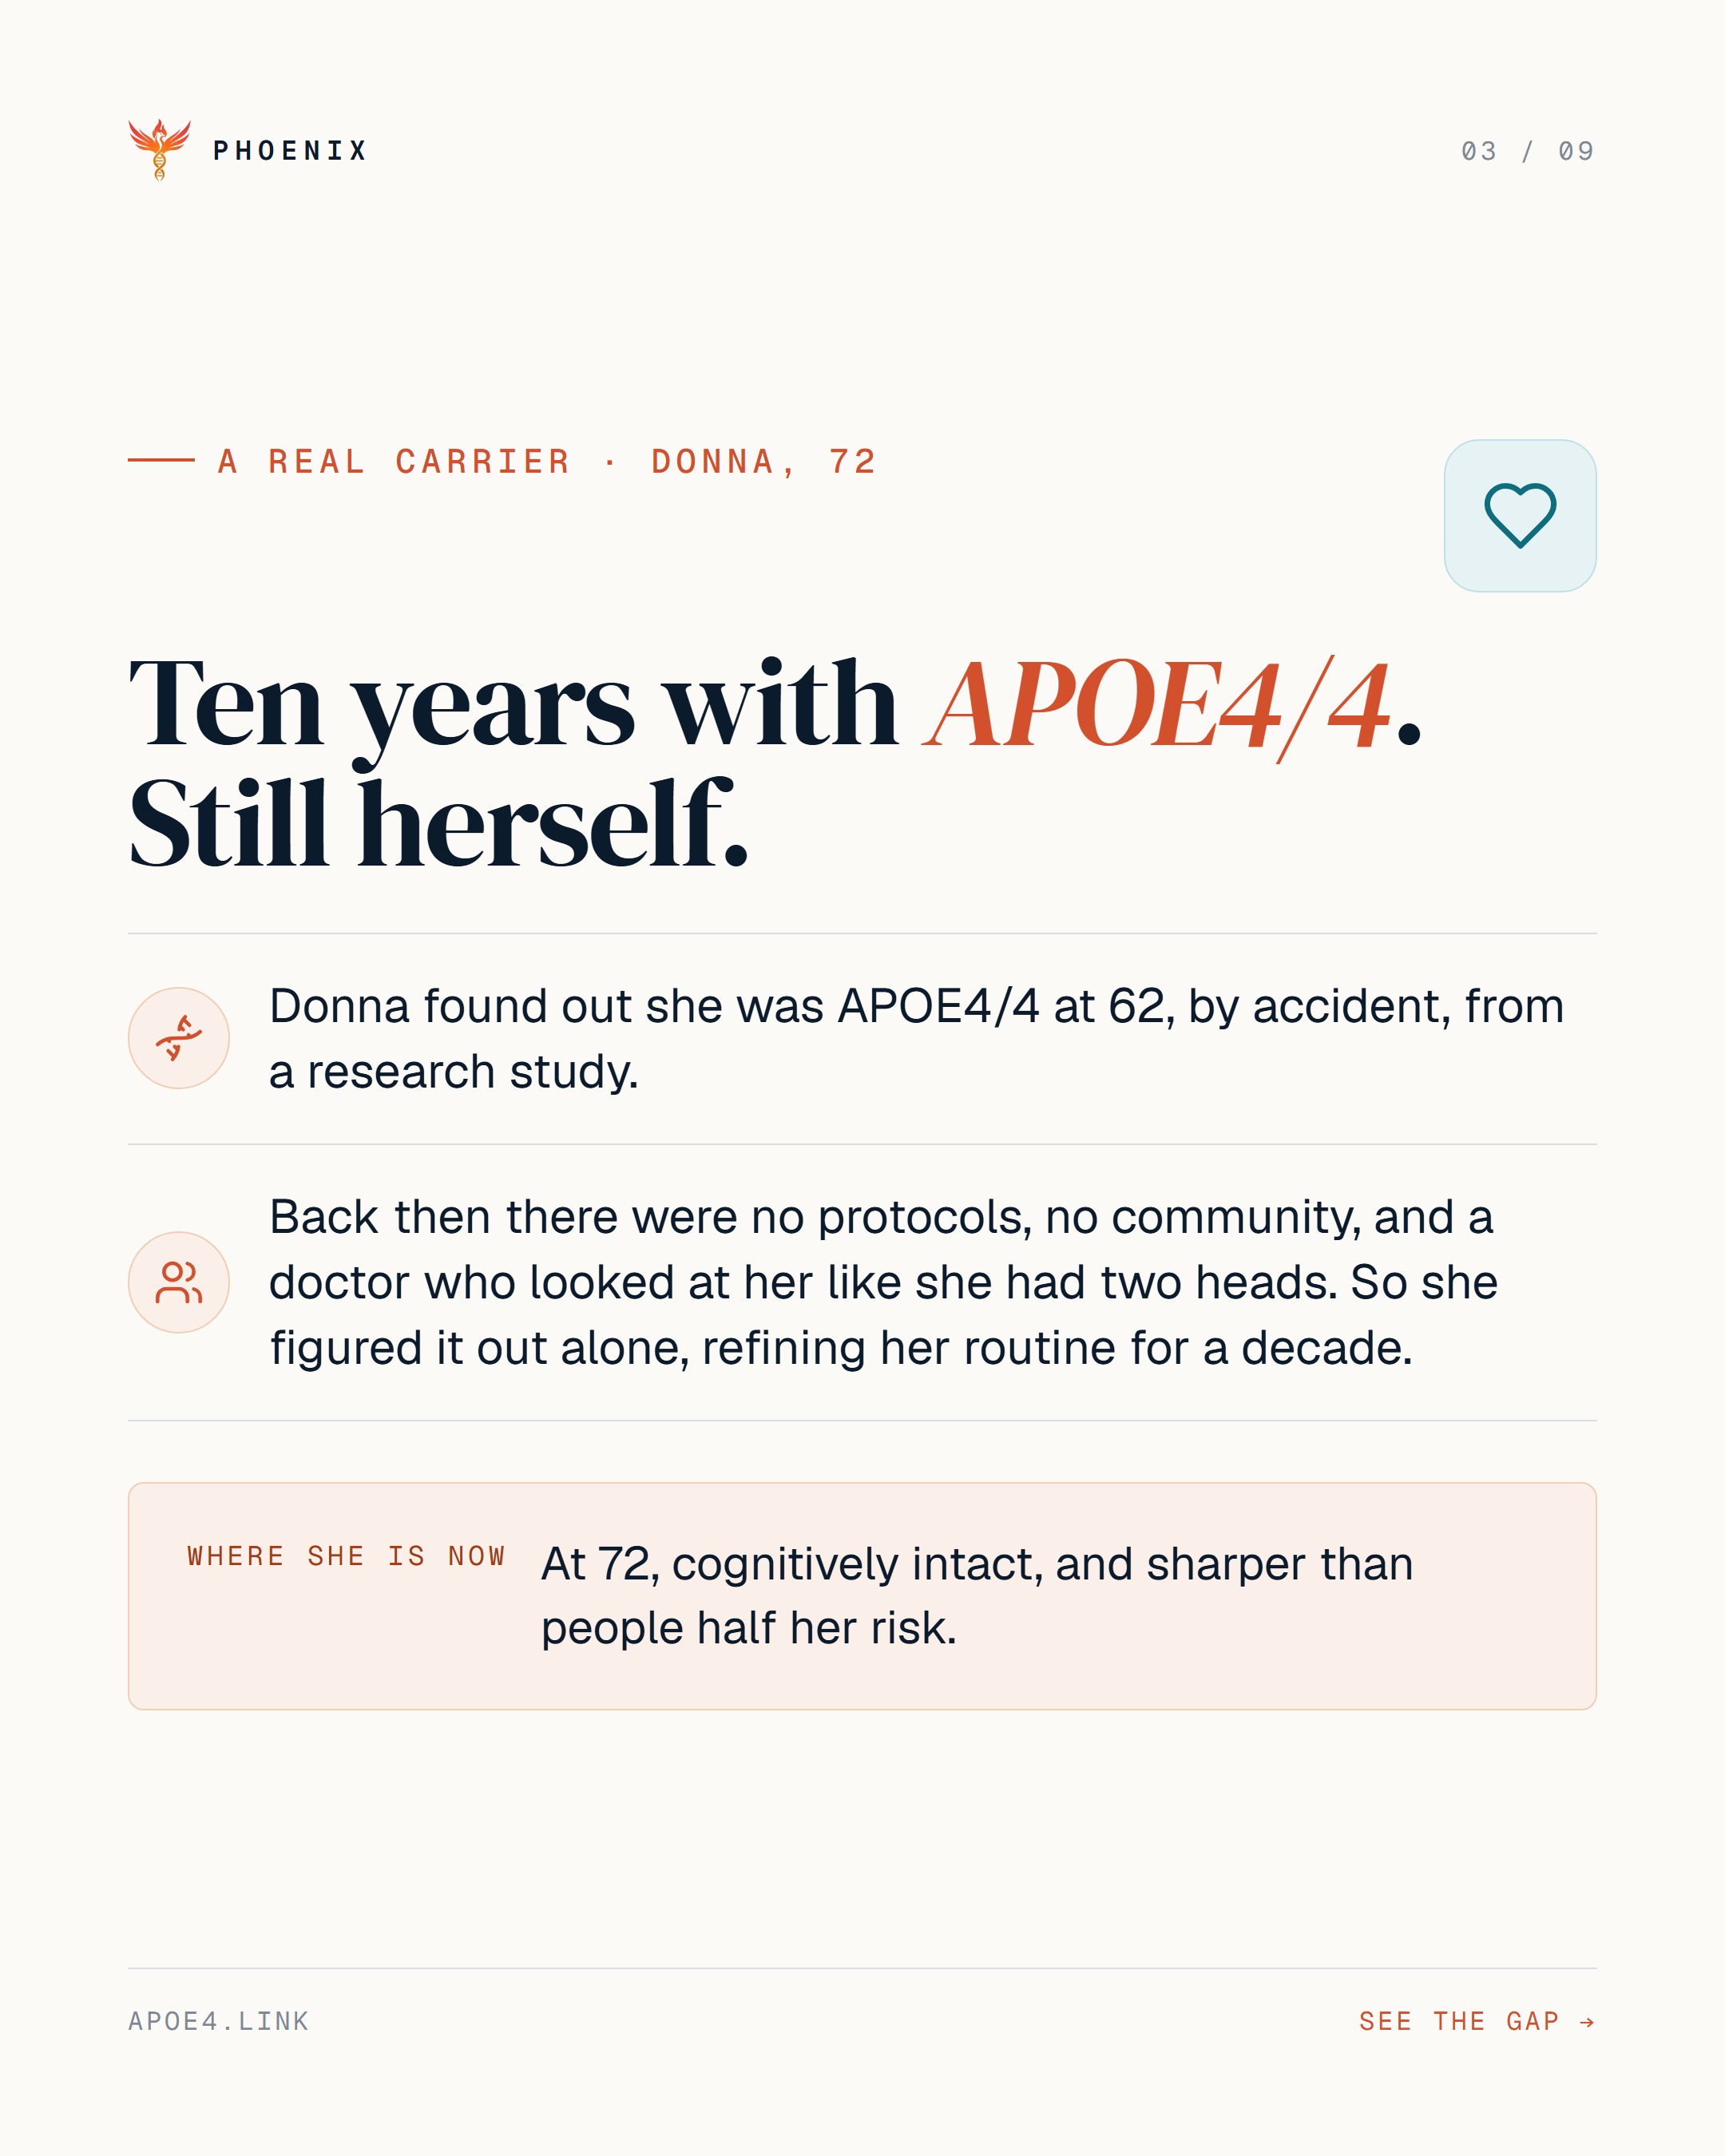 PHOENIX
03 / 09
A REAL CARRIER · DONNA, 72
Ten years with APOE4/4.
Still herself.
Donna found out she was APOE4/4 at 62, by accident, from
a research study.
Back then there were no protocols, no community, and a
doctor who looked at her like she had two heads. So she
figured it out alone, refining her routine for a decade.
WHERE SHE IS NOW
At 72, cognitively intact, and sharper than
people half her risk.
APOE4.LINK
SEE THE GAP →